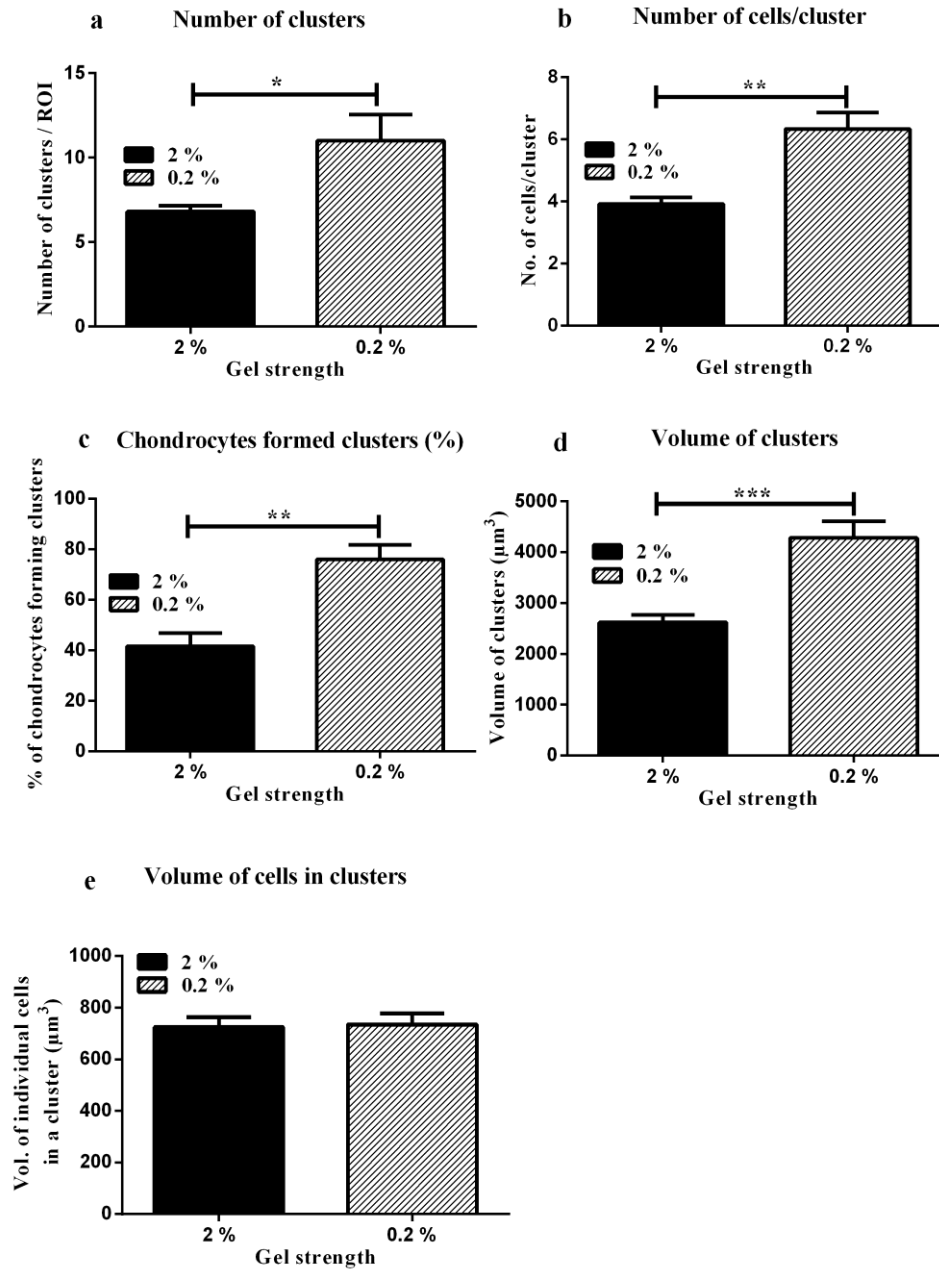 a Number of clusters
Number of clusters / ROI
15
10
5
0
*
2 %
0.2 %
2 % 0.2 %
Gel strength
b Number of cells/cluster
No. of cells/cluster
8
6
4
2
0
**
2 %
0.2 %
2 % 0.2 %
Gel strength
c Chondrocytes formed clusters (%)
% of chondrocytes forming clusters
100
80
60
40
20
0
**
2 %
0.2 %
2 % 0.2 %
Gel strength
d Volume of clusters
Volume of clusters (µm³)
5000
4000
3000
2000
1000
0
***
2 %
0.2 %
2 % 0.2 %
Gel strength
e Volume of cells in clusters
Vol. of individual cells
in a cluster (µm³)
1000
800
600
400
200
0
2 %
0.2 %
2 % 0.2 %
Gel strength